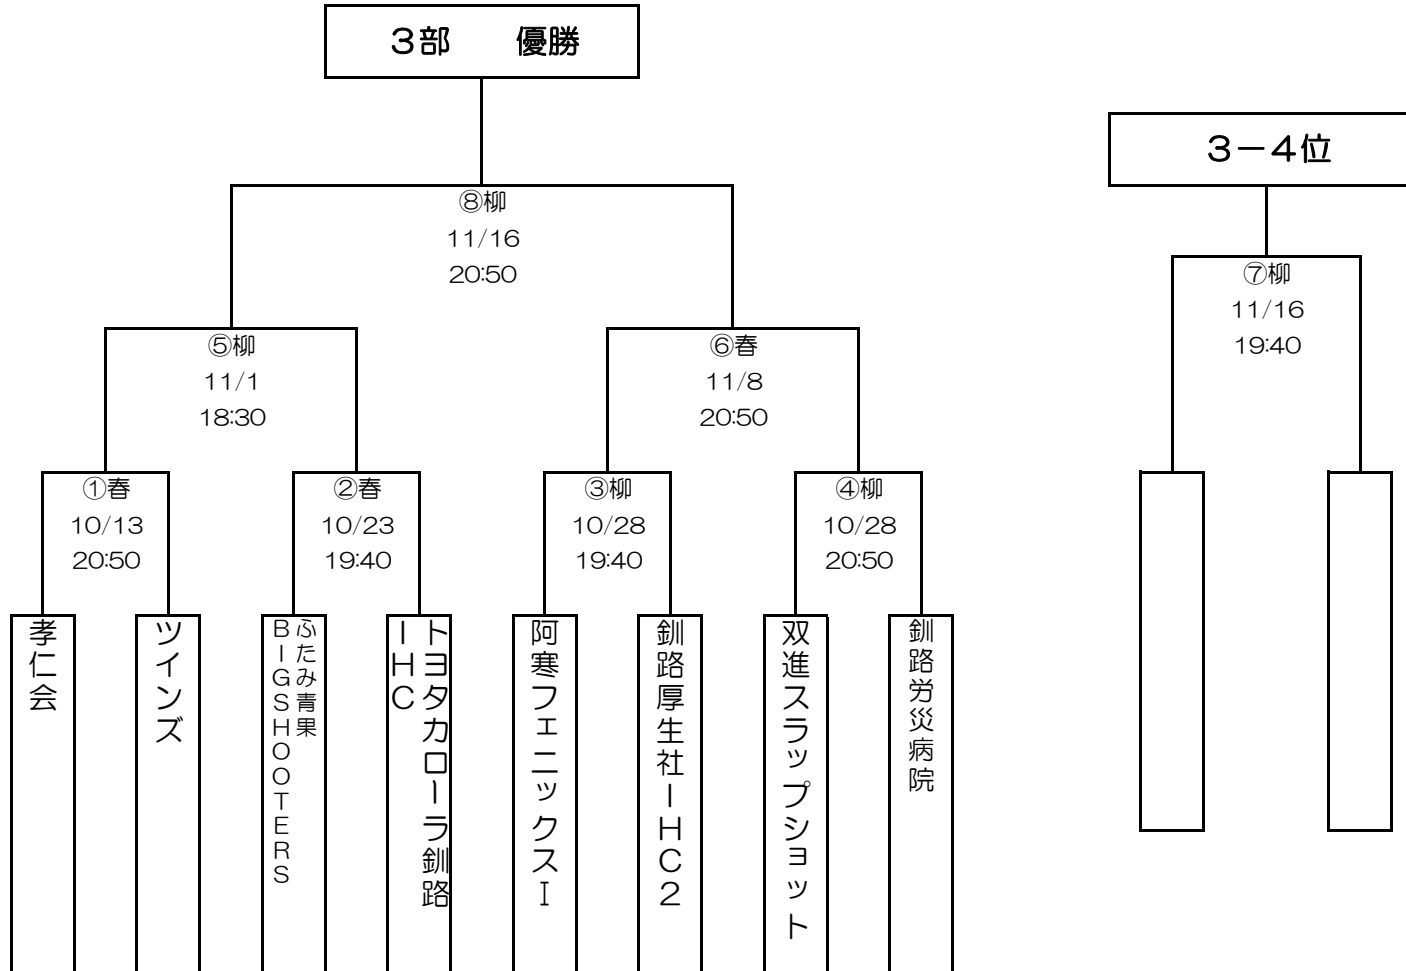 ３部　優勝
３－４位
⑧柳
11/16
20:50
⑦柳
11/16
19:40
⑤柳
11/1
18:30
⑥春
11/8
20:50
①春
10/13
20:50
②春
10/23
19:40
③柳
10/28
19:40
④柳
10/28
20:50
孝仁会
ツインズ
ふたみ青果
ＢＩＧＳＨＯＯＴＥＲＳ
トヨタカローラ釧路
ＩＨＣ
阿寒フェニックスⅠ
釧路厚生社ＩＨＣ２
双進スラップショット
釧路労災病院